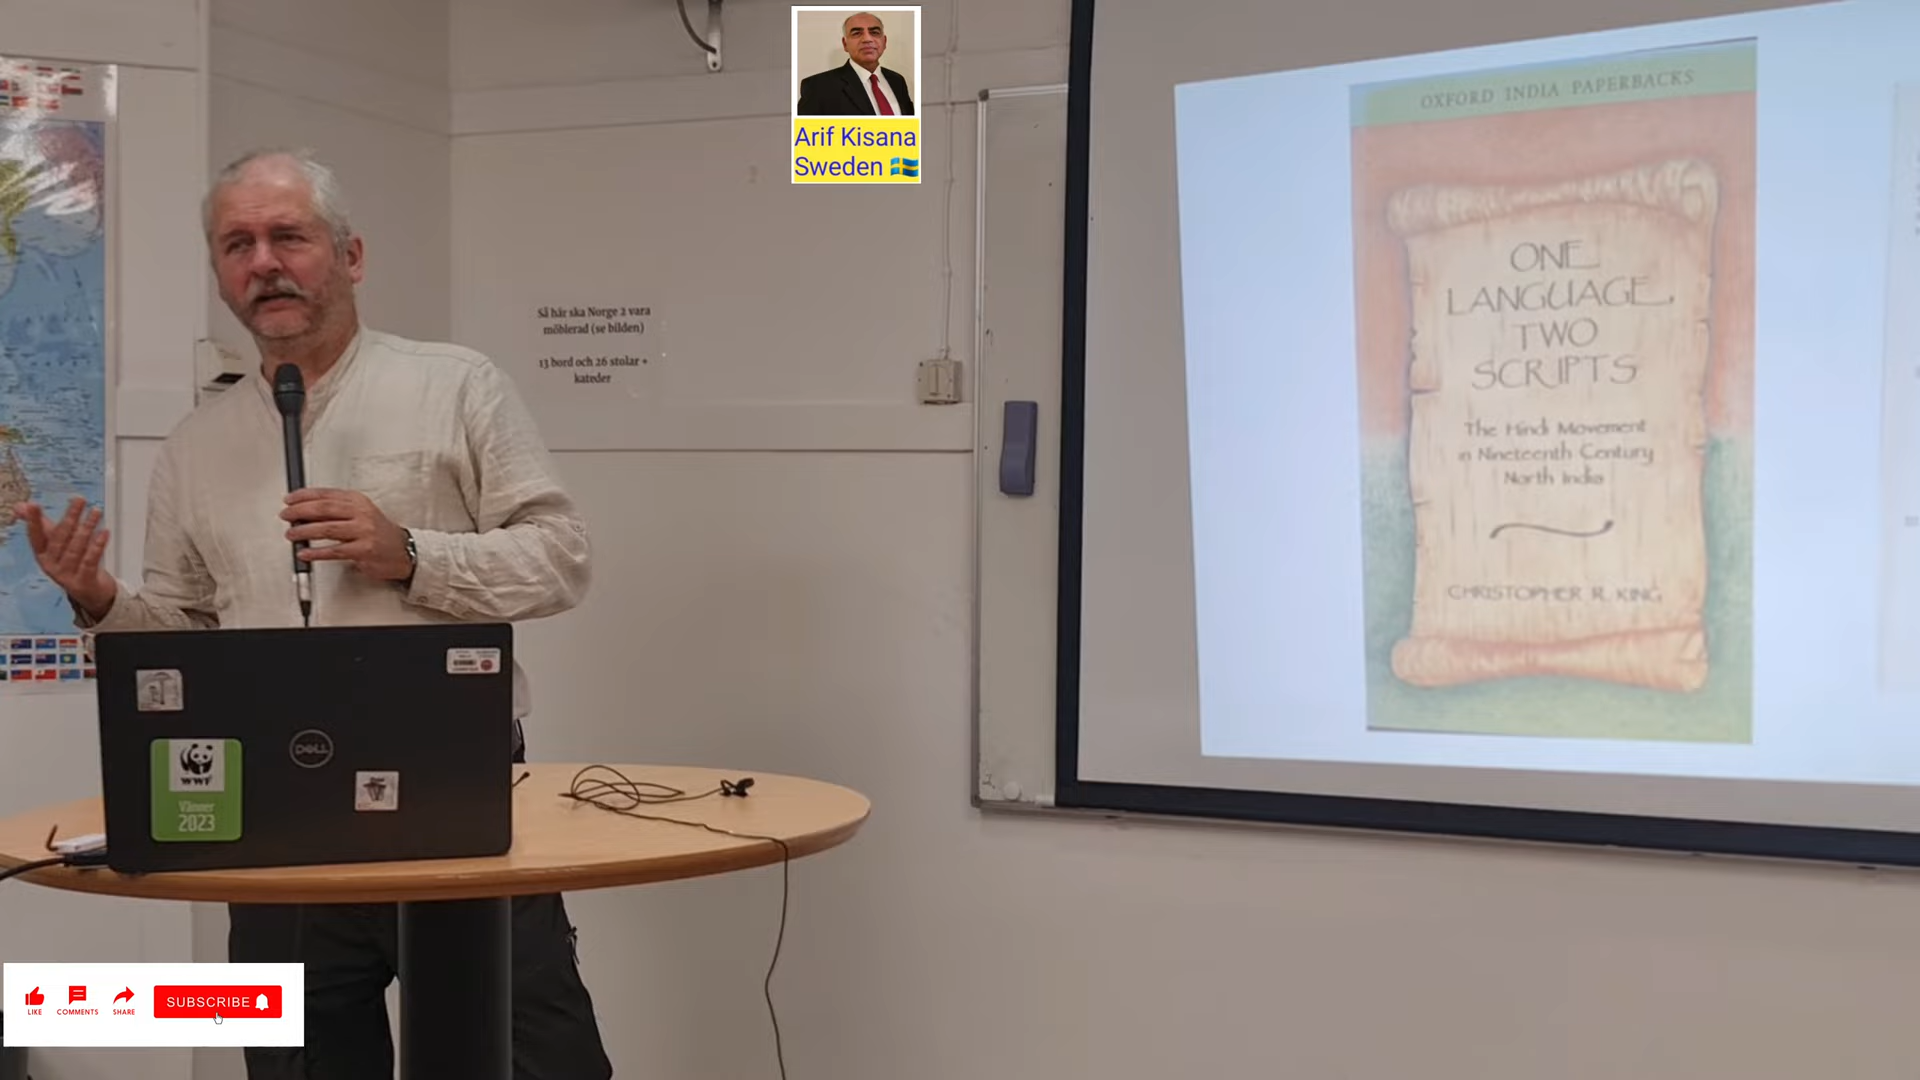 Arif Kisana
Sweden
Så här ska Norge 2 vara
möblerad (se bilden)
13 bord och 26 stolar +
kateder
OXFORD INDIA PAPERBACKS
ONE
LANGUAGE,
TWO
SCRIPTS
The Hindi Movement
in Nineteenth Century
North India
CHRISTOPHER R. KING
DELL
WWF
Vänner
2023
LIKE
COMMENTS
SHARE
SUBSCRIBE